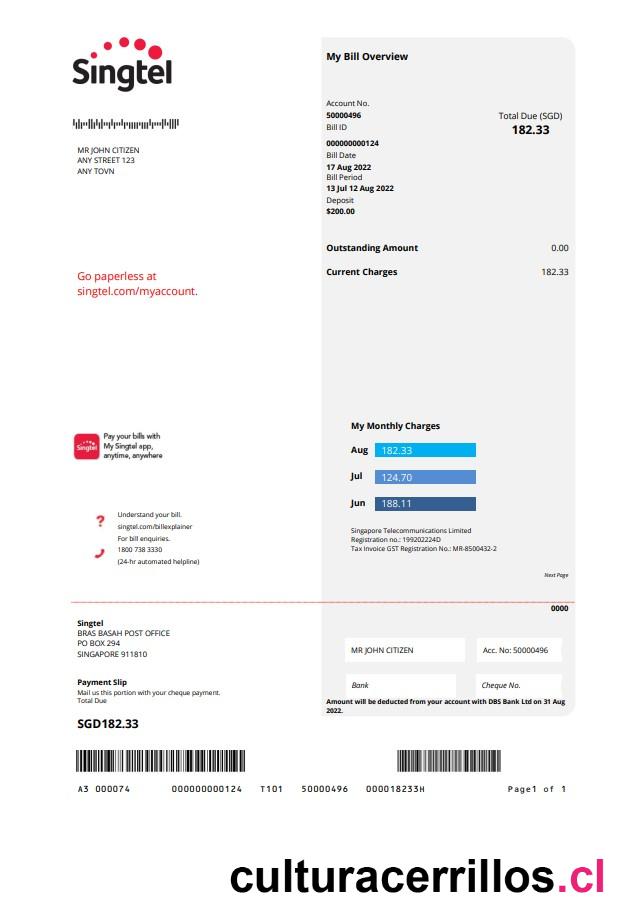 Singtel
My Bill Overview
Account No.
50000496
Bill ID
Total Due (SGD)
182.33
000000000124
Bill Date
17 Aug 2022
Bill Period
13 Jul 12 Aug 2022
Deposit
$200.00
MR JOHN CITIZEN
ANY STREET 123
ANY TOVN
Outstanding Amount 0.00
Current Charges 182.33
Go paperless at
singtel.com/myaccount.
My Monthly Charges
Aug 182.33
Jul 124.70
Jun 188.11
Singtel
Pay your bills with
My Singtel app,
anytime, anywhere
Understand your bill.
singtel.com/billexplainer
For bill enquiries.
1800 738 3330
(24-hr automated helpline)
Singapore Telecommunications Limited
Registration no.: 199202224D
Tax Invoice GST Registration No.: MR-8500432-2
Next Page
0000
Singtel
BRAS BASAH POST OFFICE
PO BOX 294
SINGAPORE 911810
MR JOHN CITIZEN Acc. No: 50000496
Bank Cheque No.
Payment Slip
Mail us this portion with your cheque payment.
Total Due
Amount will be deducted from your account with DBS Bank Ltd on 31 Aug
2022.
SGD182.33
A3 000074 000000000124 T101 50000496 000018233H Page1 of 1
culturacerrillos.cl